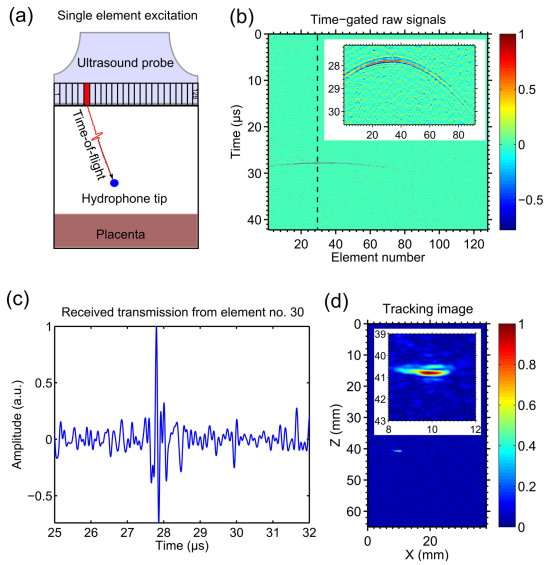 (a)
Single element excitation
Ultrasound probe
1
128
Time-of-flight
Hydrophone tip
Placenta
(b)
Time-gated raw signals
0
10
20
30
40
Time (µs)
20 40 60 80 100 120
Element number
28
29
30
20 40 60 80
1
0.5
0
−0.5
(c)
Received transmission from element no. 30
1
0.5
0
−0.5
Amplitude (a.u.)
25 26 27 28 29 30 31 32
Time (µs)
(d)
Tracking image
0
10
20
30
40
50
60
Z (mm)
0 20
X (mm)
39
40
41
42
43
8 10 12
1
0.8
0.6
0.4
0.2
0